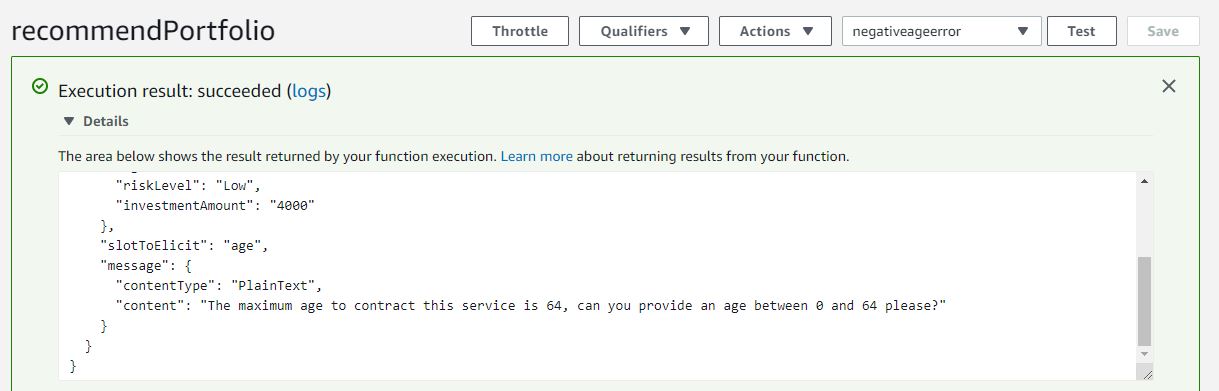 recommendPortfolio
Throttle
Qualifiers
Actions
negativeageerror
Test
Save
Execution result: succeeded (logs)
Details
The area below shows the result returned by your function execution. Learn more about returning results from your function.
"riskLevel": "Low",
"investmentAmount": "4000"
},
"slotToElicit": "age",
"message": {
"contentType": "PlainText",
"content": "The maximum age to contract this service is 64, can you provide an age between 0 and 64 please?"
}
}
}